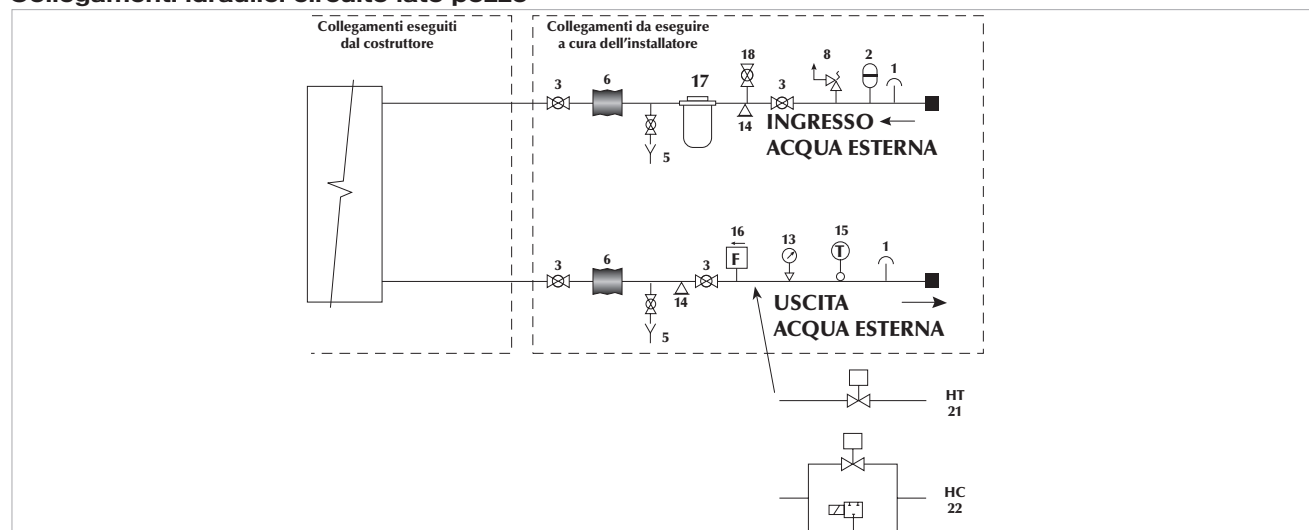 Collegamenti idraulici circuito lato pozzo
Collegamenti eseguiti
dal costruttore
Collegamenti da eseguire
a cura dell'installatore
3
6
17
18
14
3
8
2
1
5
INGRESSO
ACQUA ESTERNA
3
6
14
3
16
F
13
15
T
1
5
USCITA
ACQUA ESTERNA
HT
21
HC
22